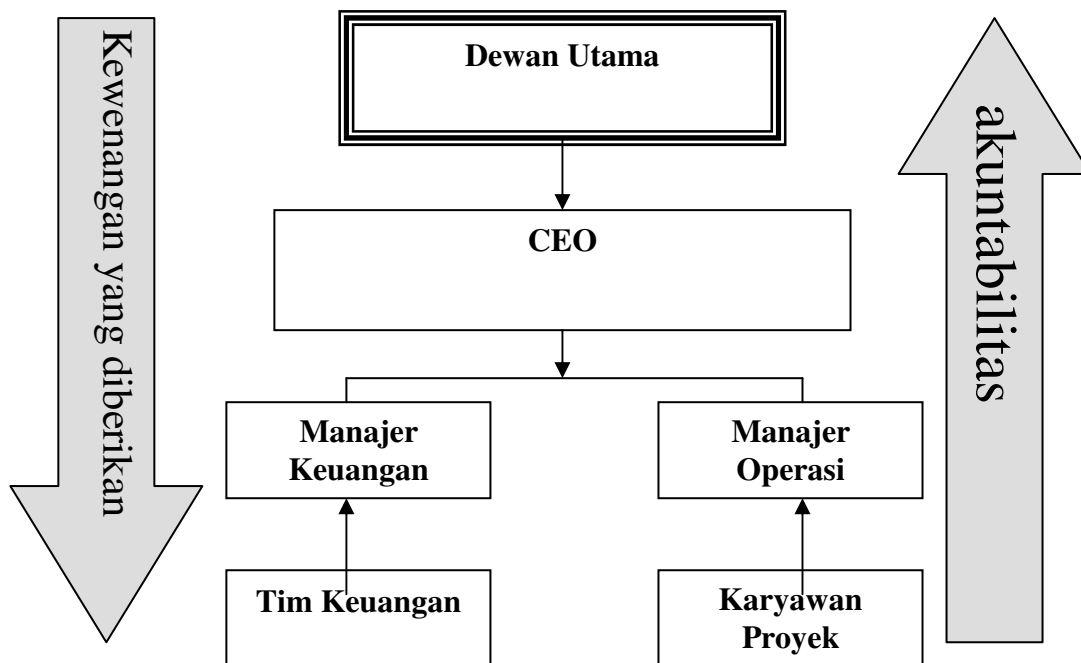 Kewenangan yang diberikan
Dewan Utama
akuntabilitas
CEO
Manajer
Keuangan
Manajer
Operasi
Tim Keuangan
Karyawan
Proyek